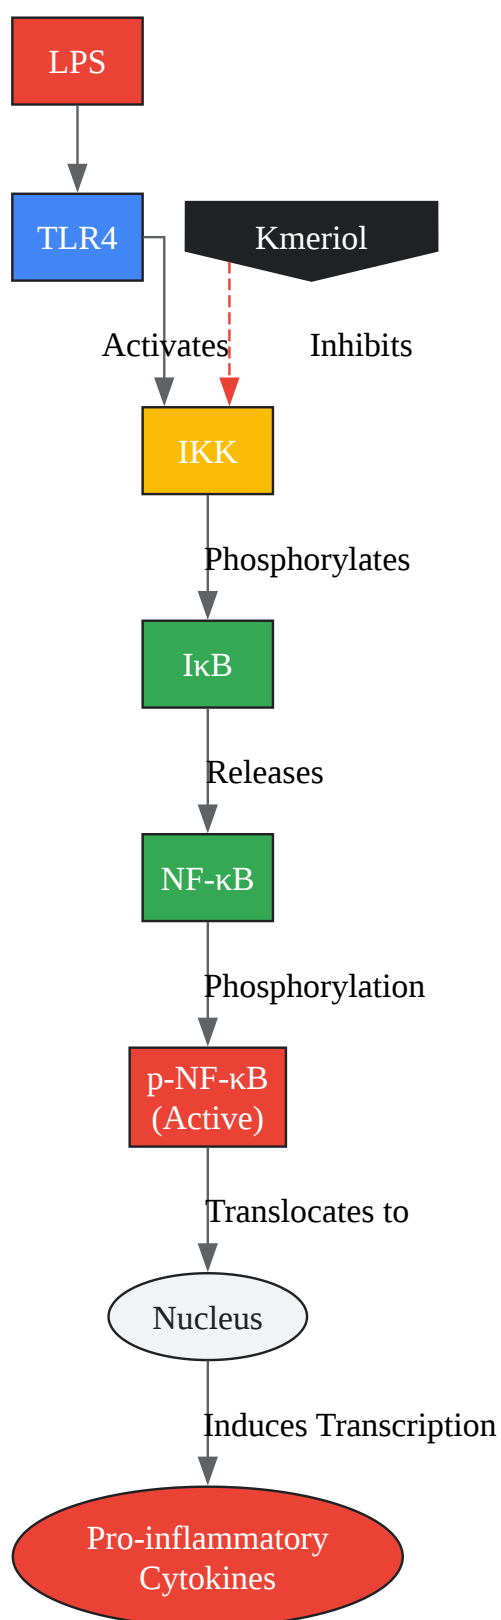 LPS
TLR4
Kmeriol
Activates
Inhibits
IKK
Phosphorylates
IκB
Releases
NF-κB
Phosphorylation
p-NF-κB
(Active)
Translocates to
Nucleus
Induces Transcription
Pro-inflammatory
Cytokines